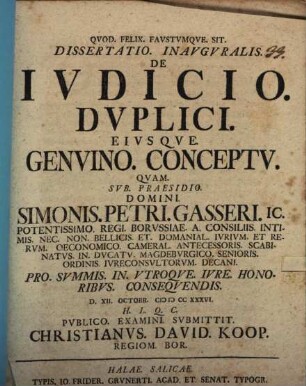 QVOD. FELIX. FAVSTVMQVE. SIT.
DISSERTATIO. INAVGVRALIS.
DE
IVDICIO.
DVPLICI.
EIVSQVE.
GENVINO. CONCEPTV.
QVAM.
SVB. PRAESIDIO.
DOMINI.
SIMONIS. PETRI. GASSERI. IC.
POTENTISSIMO. REGI. BORVSSIAE. A. CONSILIIS. INTI-
MIS. NEC. NON. BELLICIS. ET. DOMANIAL. IVRIVM. ET RE-
RVM. OECONOMICO. CAMERAL. ANTECESSORIS. SCABI-
NATVS. IN. DVCATV. MAGDEBVRGICO. SENIORIS.
ORDINIS. IVRECONSVLTORVM. DECANI.
PRO. SVMMIS. IN. VTROQVE. IVRE. HONO-
RIBVS. CONSEQVENDIS.
D. XII. OCTOBR. CIƆ IƆ CC XXXVI.
H. L. Q. C.
PVBLICO. EXAMINI. SVBMITTIT.
CHRISTIANVS. DAVID. KOOP.
REGIOM. BOR.
HALAE. SALICAE.
TYPIS, IO. FRIDER. GRVNERTI. ACAD. ET SENAT. TYPOGR.